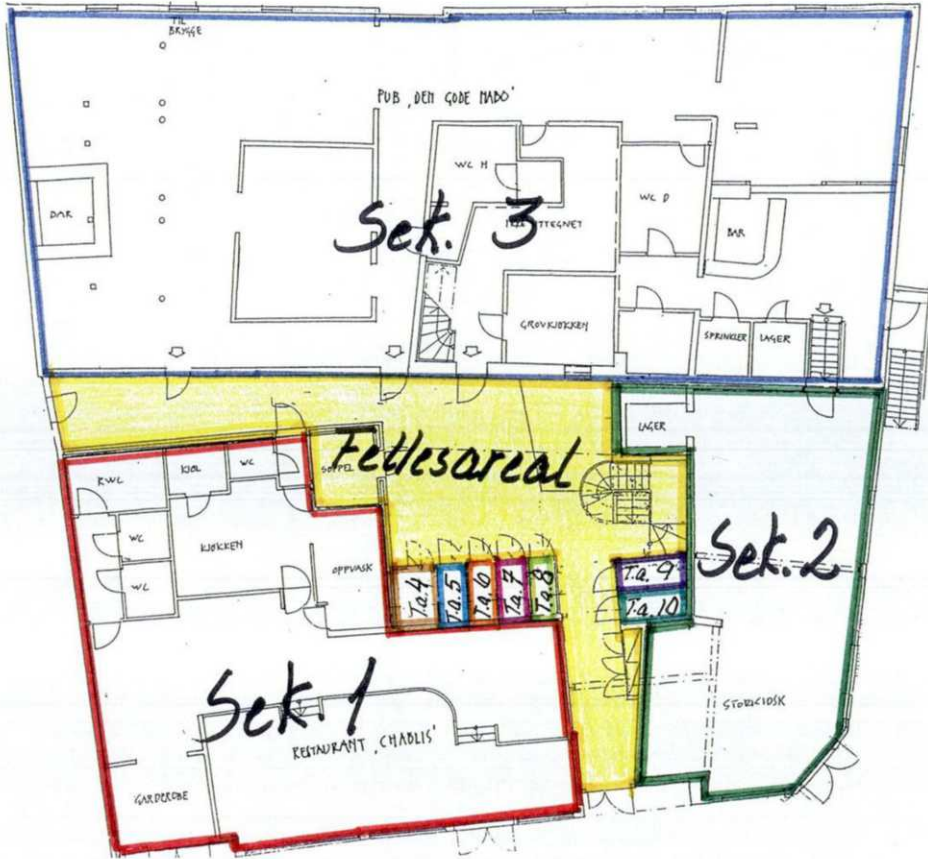 TIL
BRYGGE
PUB „DEN GODE NABO"
WC H
WC D
BAR
Sek. 3
GROVKJØKKEN
SPRINKLER
LAGER
LAGER
Fellesareal
SØPPEL
R.W.C.
KJØL
WC
WC
WC
KJØKKEN
OPPVASK
T.a. 4
T.a. 5
T.a. 6
T.a. 7
T.a. 8
T.a. 9
T.a. 10
Sek. 2
Sek. 1
STORKIOSK
RESTAURANT „CHABLIS"
GARDEROBE